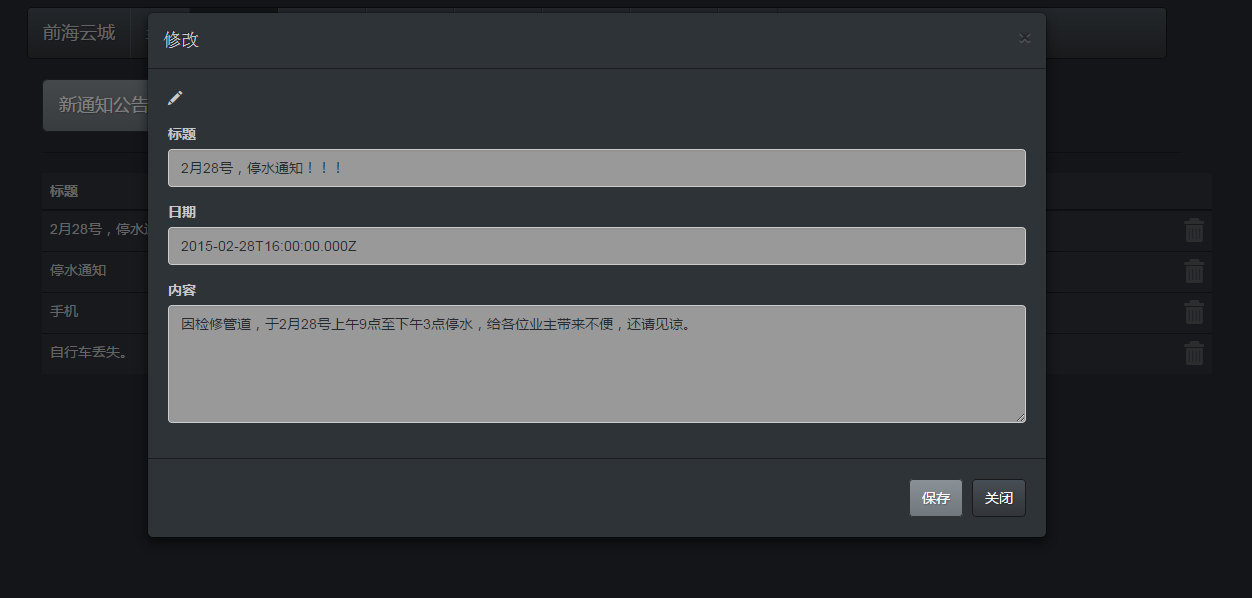 前海云城
修改
×
新通知公告
标题
2月28号，停水通知！！！
标题
日期
2月28号，停水
2015-02-28T16:00:00.000Z
停水通知
内容
手机
因检修管道，于2月28号上午9点至下午3点停水，给各位业主带来不便，还请见谅。
自行车丢失。
保存
关闭